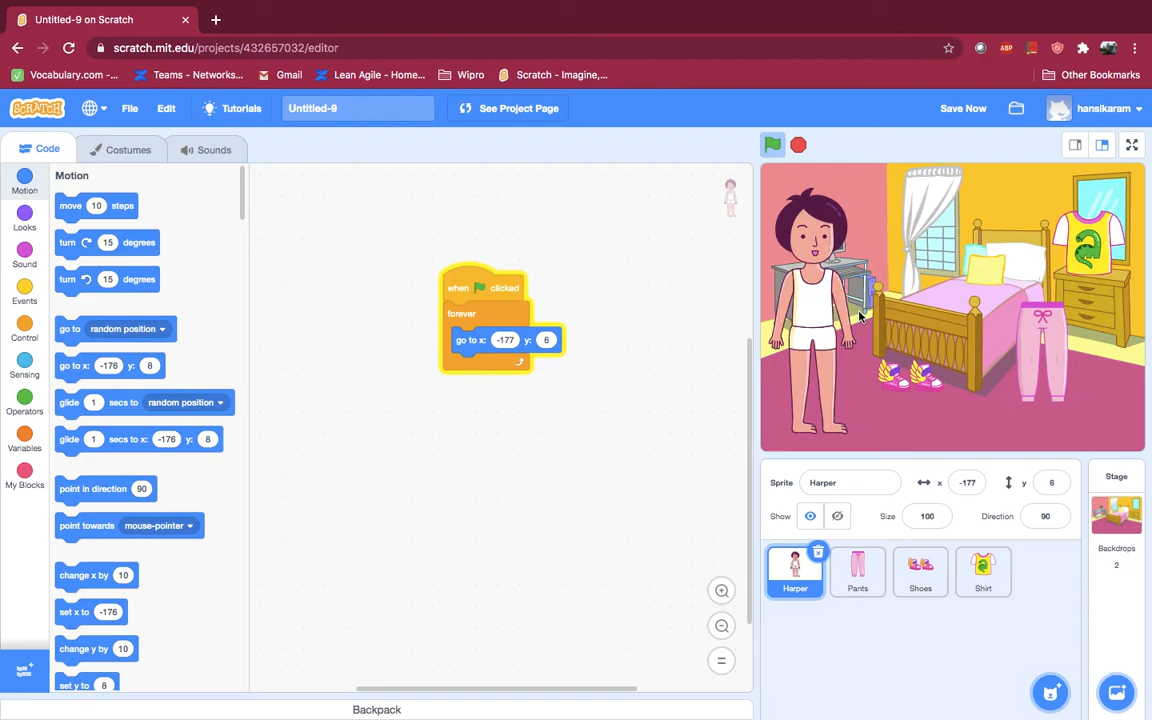 Untitled-9 on Scratch
scratch.mit.edu/projects/432657032/editor
ABP
Vocabulary.com -... Teams - Networks... Gmail Lean Agile - Home... Wipro Scratch - Imagine,... Other Bookmarks
SCRATCH File Edit Tutorials Untitled-9 See Project Page Save Now hansikaram
Code Costumes Sounds
Motion
Looks
Sound
Events
Control
Sensing
Operators
Variables
My Blocks
Motion
move 10 steps
turn 15 degrees
turn 15 degrees
go to random position
go to x: -176 y: 8
glide 1 secs to random position
glide 1 secs to x: -176 y: 8
point in direction 90
point towards mouse-pointer
change x by 10
set x to -176
change y by 10
set y to 8
when clicked
forever
go to x: -177 y: 6
Backpack
Sprite Harper x -177 y 6
Show Size 100 Direction 90
Harper Pants Shoes Shirt
Stage
Backdrops
2